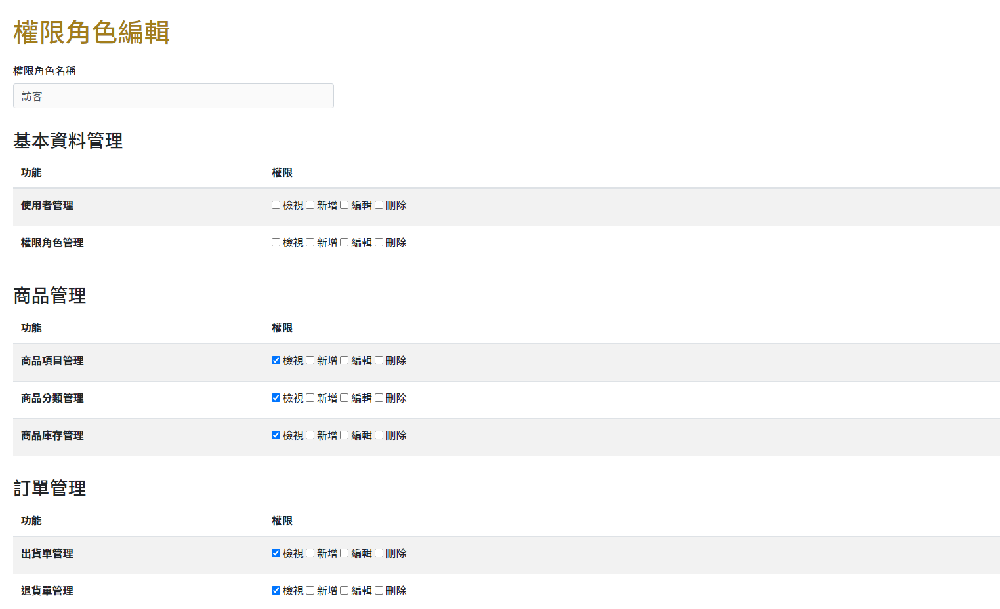 權限角色編輯
權限角色名稱
訪客
基本資料管理
功能 權限
使用者管理 檢視 新增 編輯 刪除
權限角色管理 檢視 新增 編輯 刪除
商品管理
功能 權限
商品項目管理 檢視 新增 編輯 刪除
商品分類管理 檢視 新增 編輯 刪除
商品庫存管理 檢視 新增 編輯 刪除
訂單管理
功能 權限
出貨單管理 檢視 新增 編輯 刪除
退貨單管理 檢視 新增 編輯 刪除